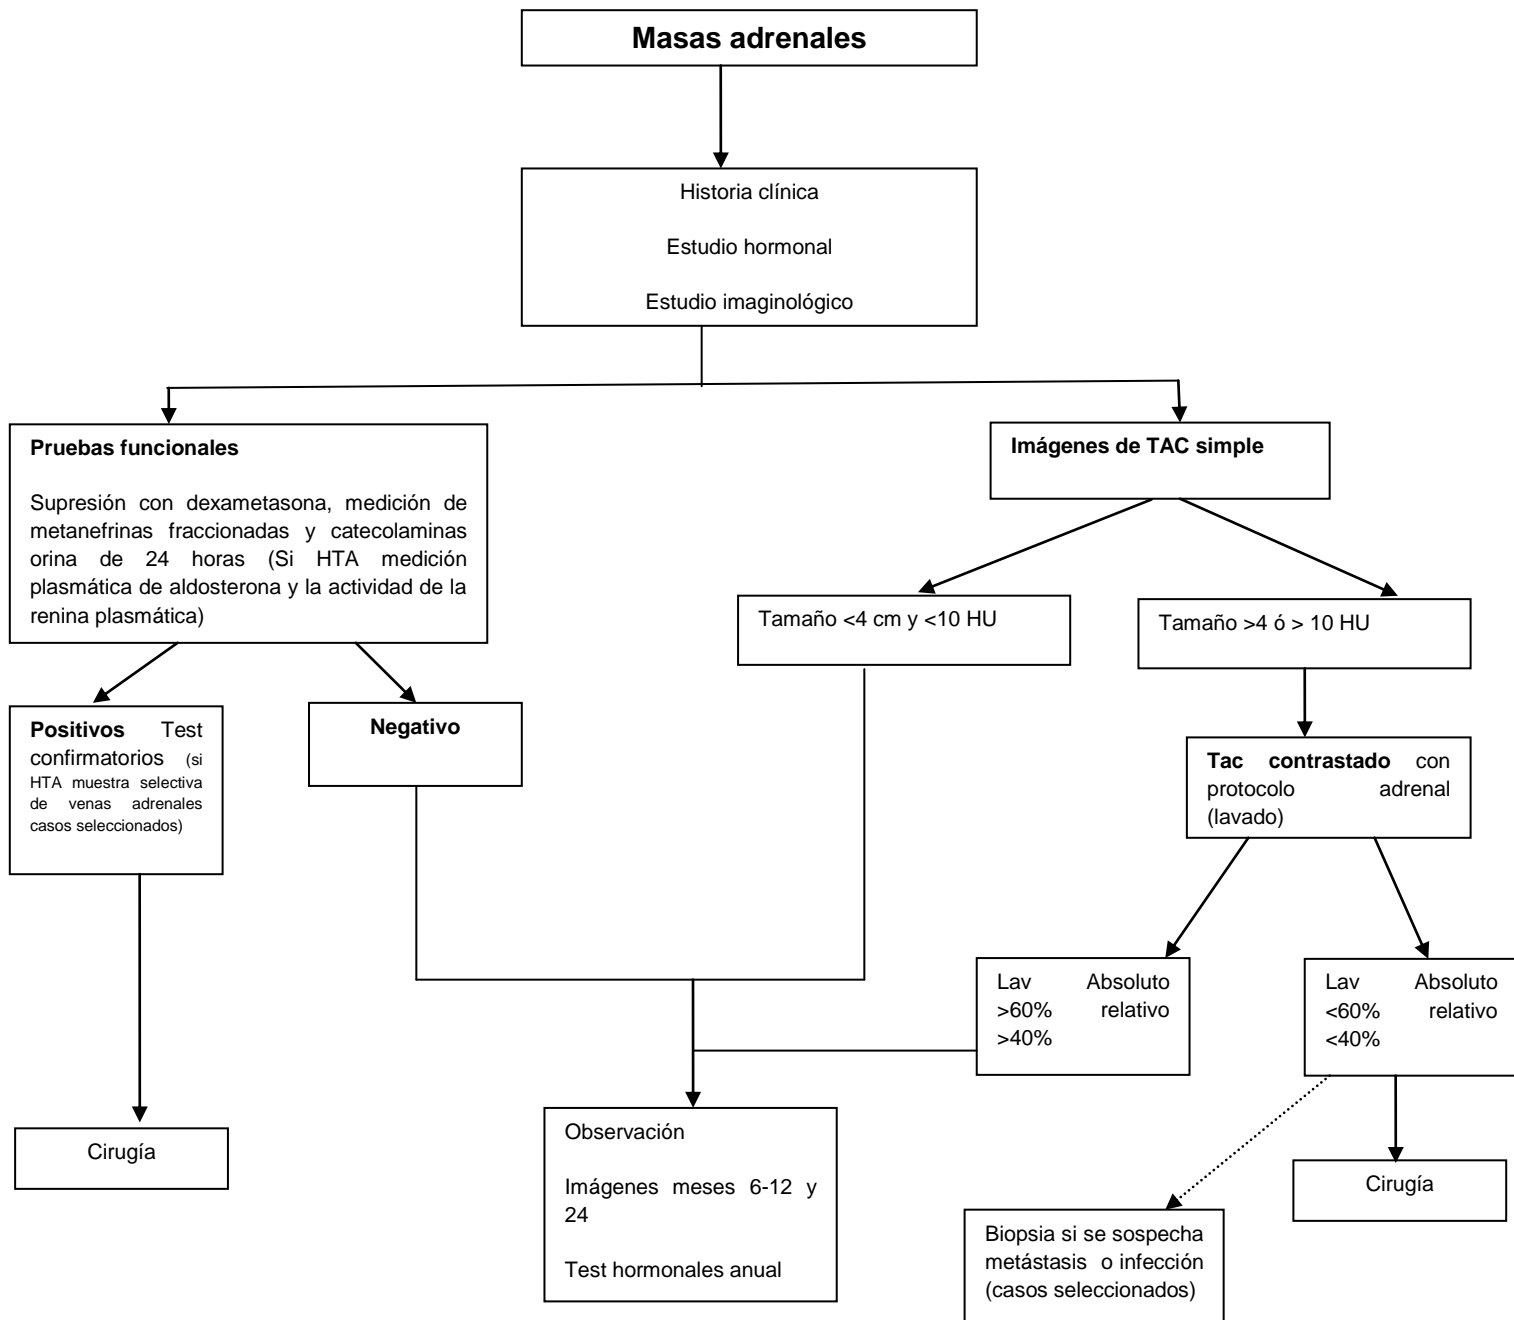 Masas adrenales
Historia clínica
Estudio hormonal
Estudio imaginológico
Pruebas funcionales
Supresión con dexametasona, medición de
metanefrinas fraccionadas y catecolaminas
orina de 24 horas (Si HTA medición
plasmática de aldosterona y la actividad de la
renina plasmática)
Imágenes de TAC simple
Tamaño <4 cm y <10 HU
Tamaño >4 ó > 10 HU
Positivos Test
confirmatorios (si
HTA muestra selectiva
de venas adrenales
casos seleccionados)
Negativo
Tac contrastado con
protocolo adrenal
(lavado)
Lav Absoluto
>60% relativo
>40%
Lav Absoluto
<60% relativo
<40%
Cirugía
Observación
Imágenes meses 6-12 y
24
Test hormonales anual
Cirugía
Biopsia si se sospecha
metástasis o infección
(casos seleccionados)